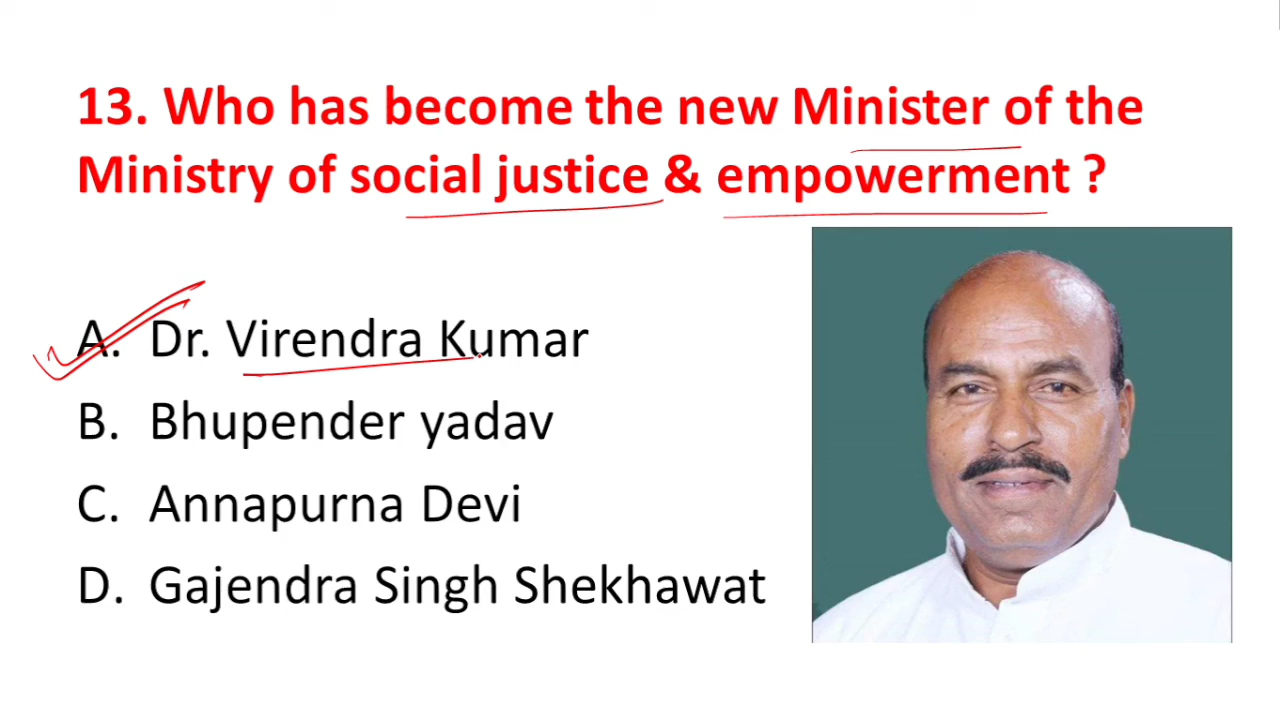 13. Who has become the new Minister of the
Ministry of social justice & empowerment ?
A. Dr. Virendra Kumar
B. Bhupender yadav
C. Annapurna Devi
D. Gajendra Singh Shekhawat